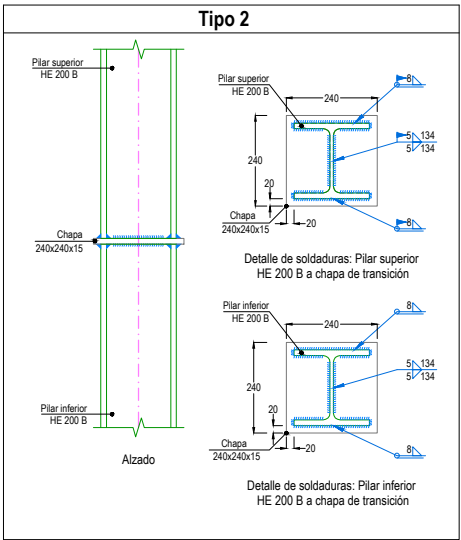 Tipo 2
Pilar superior
HE 200 B
Chapa
240x240x15
Pilar inferior
HE 200 B
Alzado
Pilar superior
HE 200 B
240
240
20
20
Chapa
240x240x15
8
5 134
5 134
8
Detalle de soldaduras: Pilar superior
HE 200 B a chapa de transición
Pilar inferior
HE 200 B
240
240
20
20
Chapa
240x240x15
8
5 134
5 134
8
Detalle de soldaduras: Pilar inferior
HE 200 B a chapa de transición